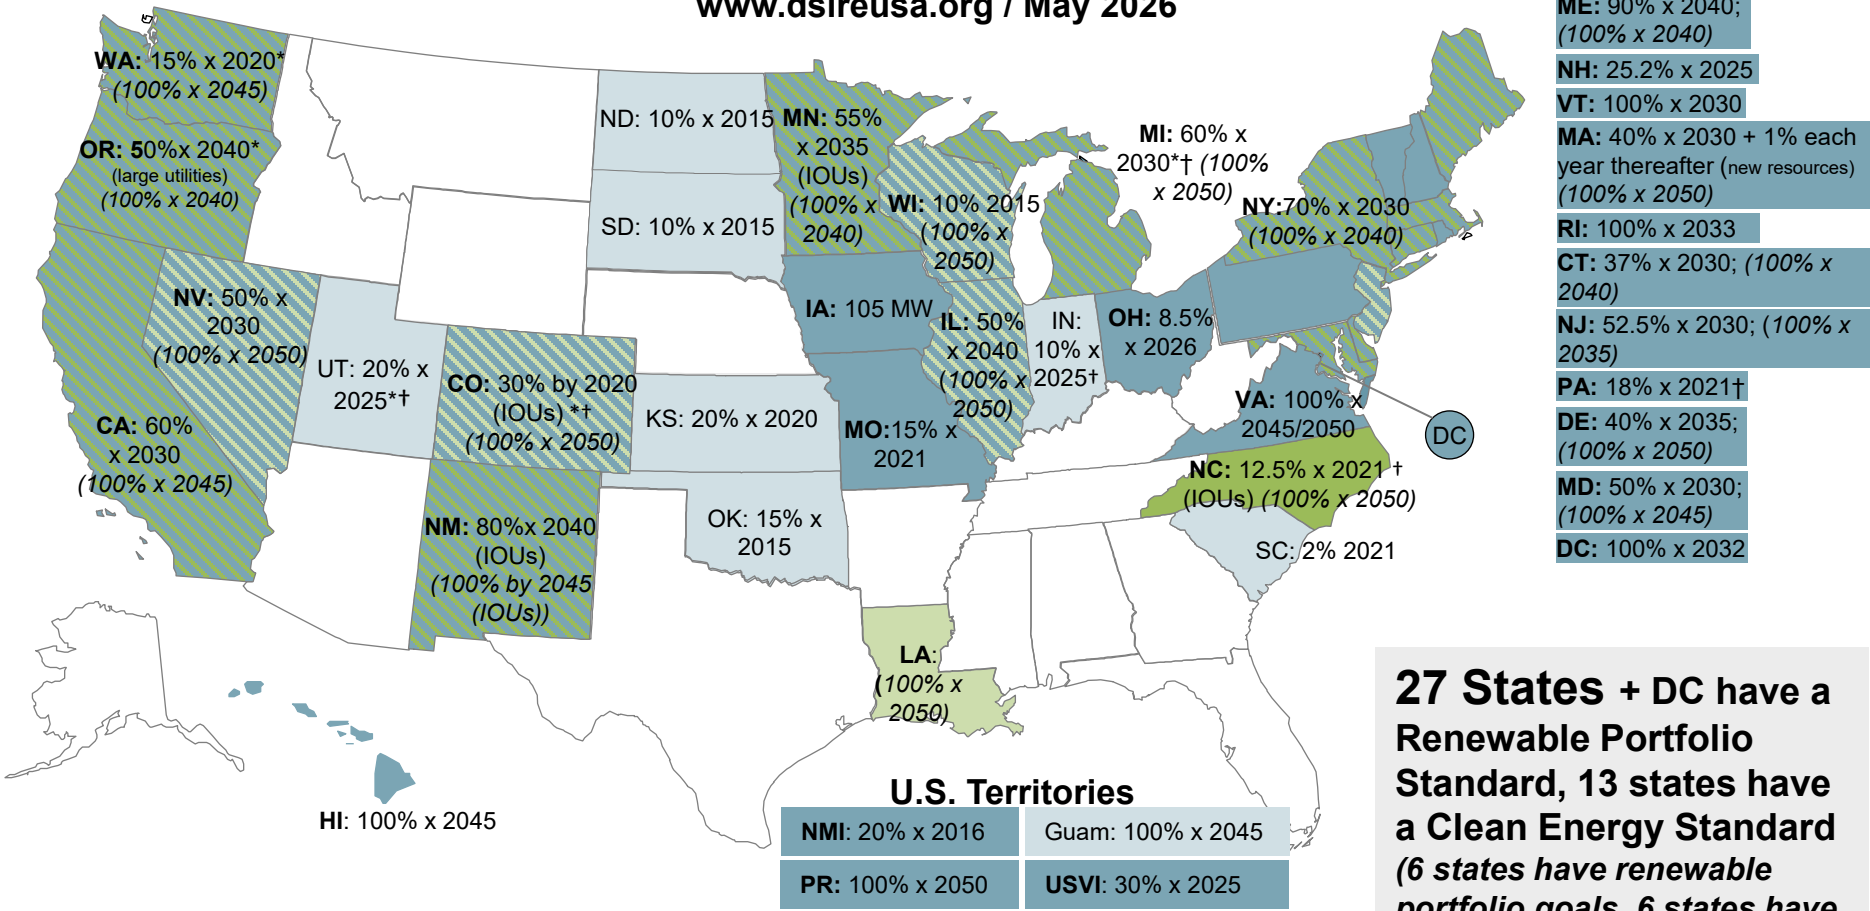 www.dsireusa.org / May 2026
WA: 15% x 2020*
(100% x 2045)
OR: 50%x 2040*
(large utilities)
(100% x 2040)
NV: 50% x
2030
(100% x 2050)
CA: 60%
x 2030
(100% x 2045)
UT: 20% x
2025*†
CO: 30% by 2020
(IOUs) *†
(100% x 2050)
NM: 80%x 2040
(IOUs)
(100% by 2045
(IOUs))
ND: 10% x 2015
SD: 10% x 2015
KS: 20% x 2020
OK: 15% x
2015
MN: 55%
x 2035
(IOUs)
(100% x
2040)
WI: 10% 2015
(100% x
2050)
IA: 105 MW
IL: 50%
x 2040
(100% x
2050)
MO:15% x
2021
IN:
10% x
2025†
OH: 8.5%
x 2026
MI: 60% x
2030*† (100%
x 2050)
NY:70% x 2030
(100% x 2040)
VA: 100% x
2045/2050
DC
NC: 12.5% x 2021 †
(IOUs) (100% x 2050)
SC: 2% 2021
LA:
(100% x
2050)
HI: 100% x 2045
ME: 90% x 2040;
(100% x 2040)
NH: 25.2% x 2025
VT: 100% x 2030
MA: 40% x 2030 + 1% each
year thereafter (new resources)
(100% x 2050)
RI: 100% x 2033
CT: 37% x 2030; (100% x
2040)
NJ: 52.5% x 2030; (100% x
2035)
PA: 18% x 2021†
DE: 40% x 2035;
(100% x 2050)
MD: 50% x 2030;
(100% x 2045)
DC: 100% x 2032
U.S. Territories
NMI: 20% x 2016
Guam: 100% x 2045
PR: 100% x 2050
USVI: 30% x 2025
27 States + DC have a
Renewable Portfolio
Standard, 13 states have
a Clean Energy Standard
(6 states have renewable
portfolio goals, 6 states have